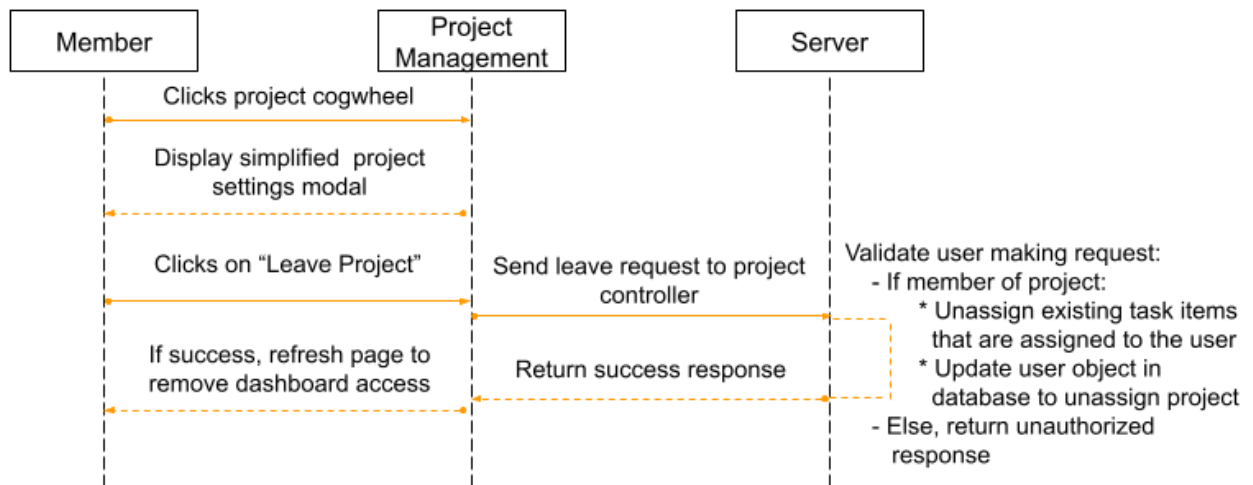 Member
Project
Management
Server
Clicks project cogwheel
Display simplified project
settings modal
Clicks on “Leave Project”
Send leave request to project
controller
Validate user making request:
- If member of project:
* Unassign existing task items
that are assigned to the user
* Update user object in
database to unassign project
- Else, return unauthorized
response
If success, refresh page to
remove dashboard access
Return success response